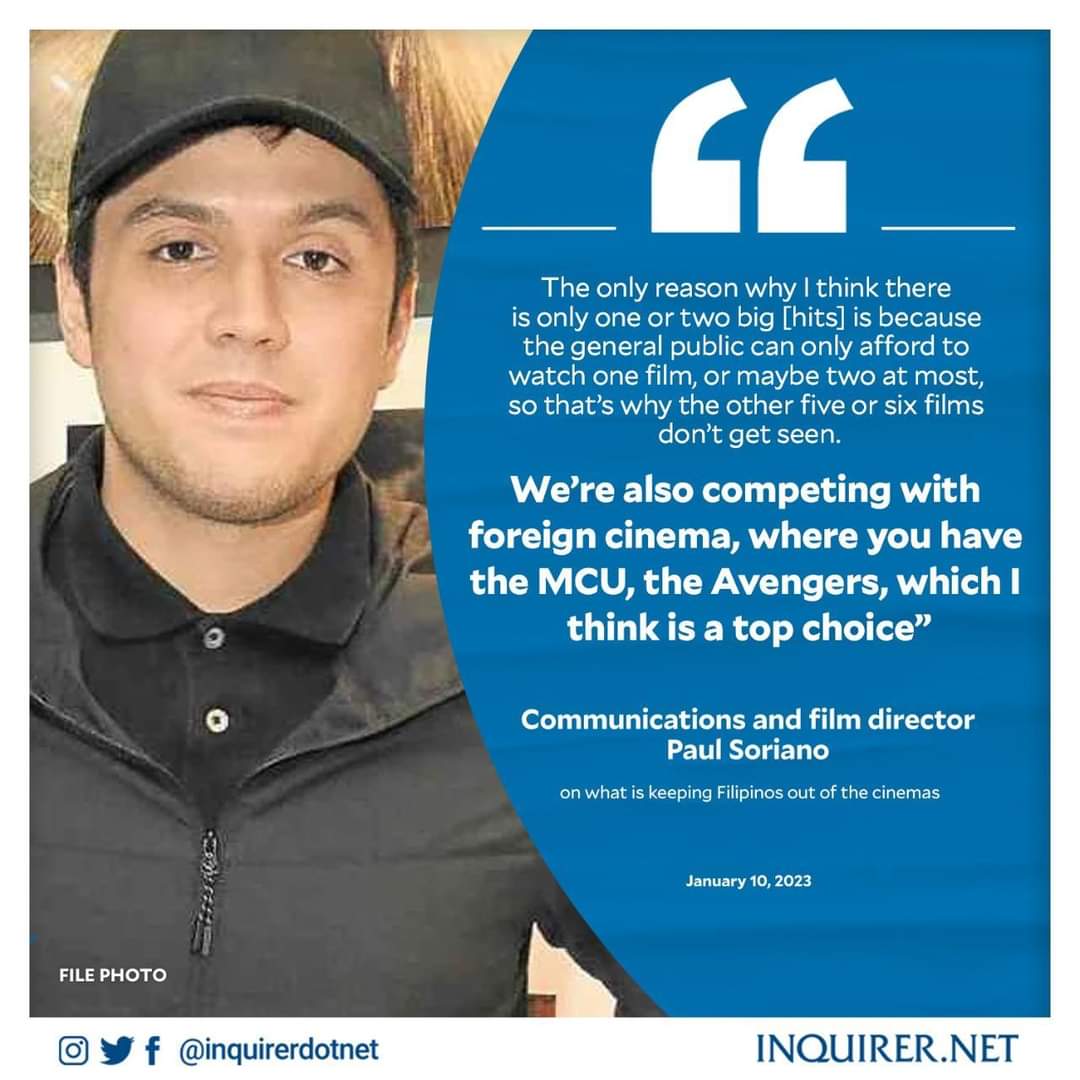 The only reason why I think there
is only one or two big [hits] is because
the general public can only afford to
watch one film, or maybe two at most,
so that's why the other five or six films
don't get seen.
We're also competing with
foreign cinema, where you have
the MCU, the Avengers, which I
think is a top choice”
Communications and film director
Paul Soriano
on what is keeping Filipinos out of the cinemas
January 10, 2023
FILE PHOTO
@inquirerdotnet
INQUIRER.NET